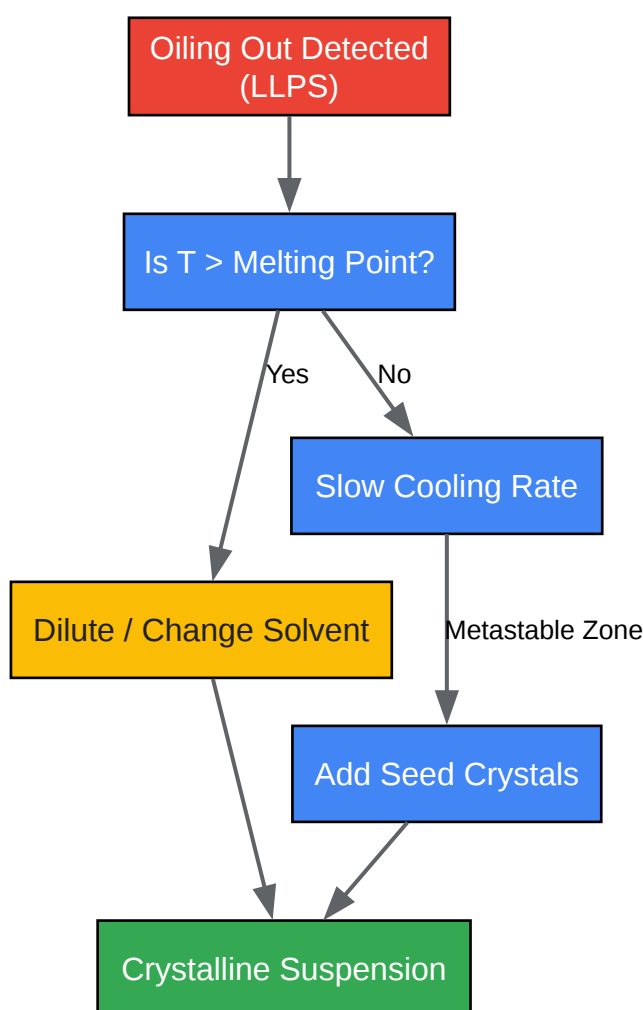 Oiling Out Detected
(LLPS)
Is T > Melting Point?
Yes
No
Slow Cooling Rate
Dilute / Change Solvent
Metastable Zone
Add Seed Crystals
Crystalline Suspension